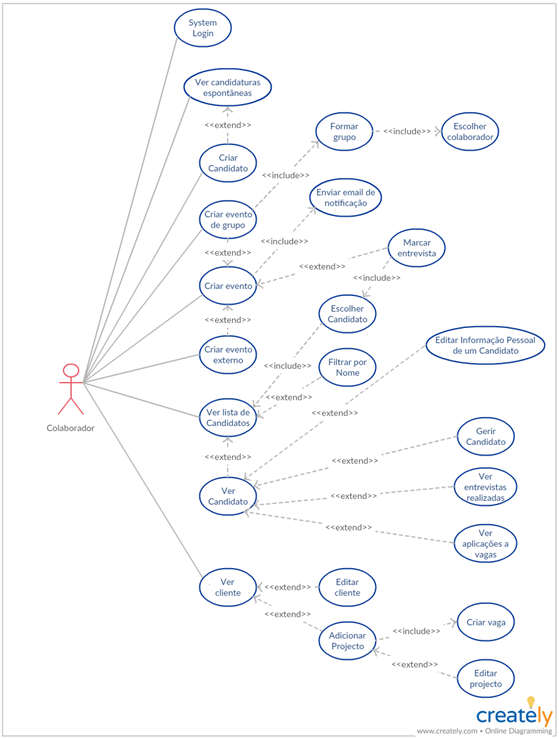 System
Login
Ver candidaturas
espontâneas
<<extend>>
Formar
grupo
<<include>>
Escolher
colaborador
Criar
Candidato
<<include>>
Enviar email de
notificação
Criar evento
de grupo
<<include>>
Marcar
entrevista
<<extend>>
<<extend>>
<<include>>
Criar evento
Escolher
Candidato
<<extend>>
Editar Informação Pessoal
de um Candidato
Criar evento
externo
Filtrar por
Nome
<<include>>
<<extend>>
Colaborador
Ver lista de
Candidatos
<<extend>>
Gerir
Candidato
<<extend>>
<<extend>>
Ver
Candidato
Ver
entrevistas
realizadas
<<extend>>
<<extend>>
Ver
aplicações a
vagas
Ver
cliente
<<extend>>
Editar
cliente
<<extend>>
Adicionar
Projecto
<<include>>
Criar vaga
<<extend>>
Editar
projecto
creately
www.creately.com • Online Diagramming